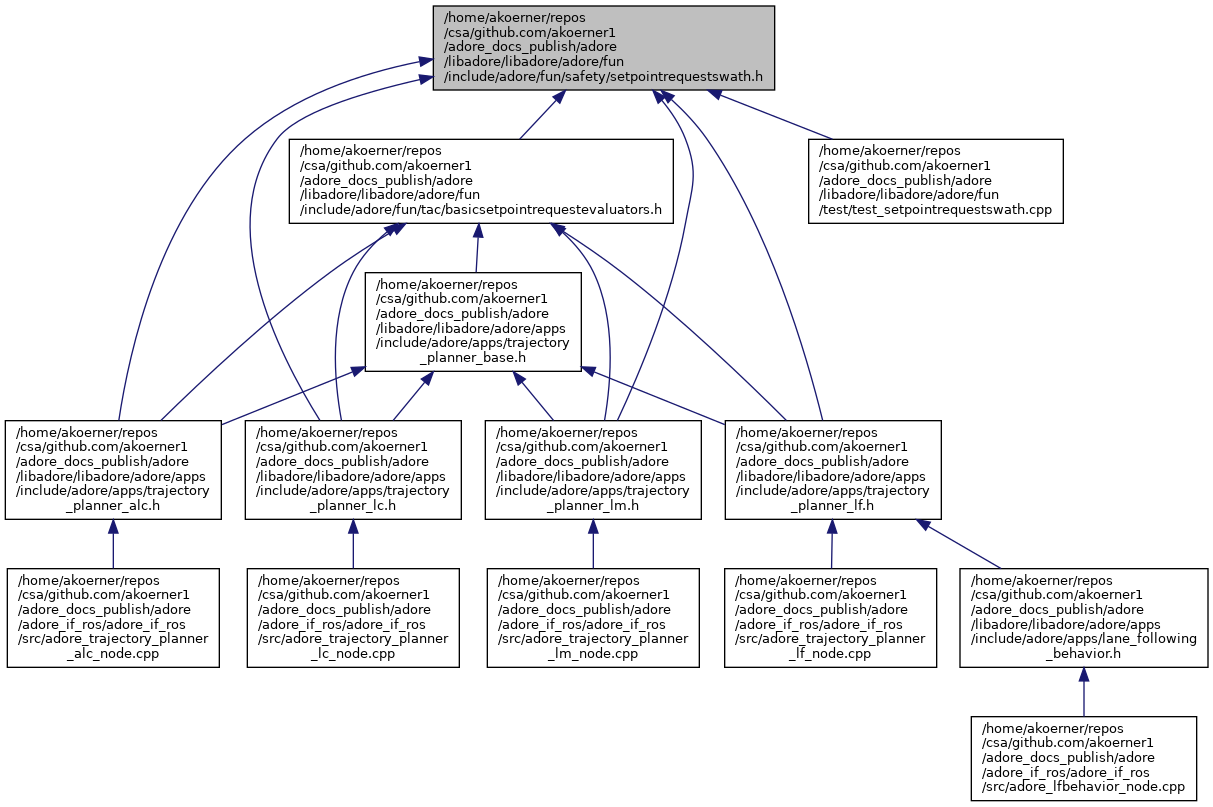 /home/akoerner/repos
/csa/github.com/akoerner1
/adore_docs_publish/adore
/libadore/libadore/adore/fun
/include/adore/fun/safety/setpointrequestswath.h
/home/akoerner/repos
/csa/github.com/akoerner1
/adore_docs_publish/adore
/libadore/libadore/adore/fun
/include/adore/fun/tac/basicsetpointrequestevaluators.h
/home/akoerner/repos
/csa/github.com/akoerner1
/adore_docs_publish/adore
/libadore/libadore/adore/fun
/test/test_setpointrequestswath.cpp
/home/akoerner/repos
/csa/github.com/akoerner1
/adore_docs_publish/adore
/libadore/libadore/adore/apps
/include/adore/apps/trajectory
_planner_base.h
/home/akoerner/repos
/csa/github.com/akoerner1
/adore_docs_publish/adore
/libadore/libadore/adore/apps
/include/adore/apps/trajectory
_planner_alc.h
/home/akoerner/repos
/csa/github.com/akoerner1
/adore_docs_publish/adore
/libadore/libadore/adore/apps
/include/adore/apps/trajectory
_planner_lc.h
/home/akoerner/repos
/csa/github.com/akoerner1
/adore_docs_publish/adore
/libadore/libadore/adore/apps
/include/adore/apps/trajectory
_planner_lm.h
/home/akoerner/repos
/csa/github.com/akoerner1
/adore_docs_publish/adore
/libadore/libadore/adore/apps
/include/adore/apps/trajectory
_planner_lf.h
/home/akoerner/repos
/csa/github.com/akoerner1
/adore_docs_publish/adore
/adore_if_ros/adore_if_ros
/src/adore_trajectory_planner
_alc_node.cpp
/home/akoerner/repos
/csa/github.com/akoerner1
/adore_docs_publish/adore
/adore_if_ros/adore_if_ros
/src/adore_trajectory_planner
_lc_node.cpp
/home/akoerner/repos
/csa/github.com/akoerner1
/adore_docs_publish/adore
/adore_if_ros/adore_if_ros
/src/adore_trajectory_planner
_lm_node.cpp
/home/akoerner/repos
/csa/github.com/akoerner1
/adore_docs_publish/adore
/adore_if_ros/adore_if_ros
/src/adore_trajectory_planner
_lf_node.cpp
/home/akoerner/repos
/csa/github.com/akoerner1
/adore_docs_publish/adore
/libadore/libadore/adore/apps
/include/adore/apps/lane_following
_behavior.h
/home/akoerner/repos
/csa/github.com/akoerner1
/adore_docs_publish/adore
/adore_if_ros/adore_if_ros
/src/adore_lfbehavior_node.cpp